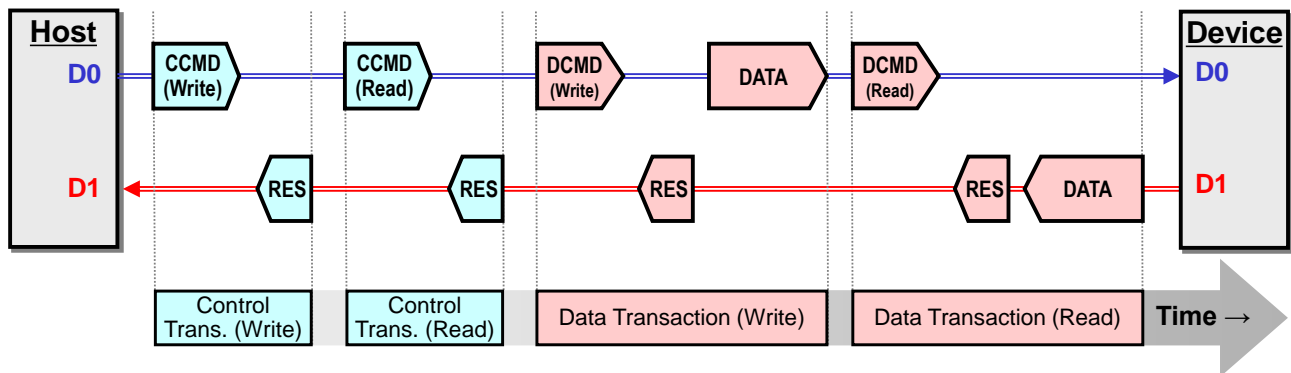 Host
Device
D0
CCMD
(Write)
CCMD
(Read)
DCMD
(Write)
DATA
DCMD
(Read)
D0
D1
RES
RES
RES
RES
DATA
D1
Control
Trans. (Write)
Control
Trans. (Read)
Data Transaction (Write)
Data Transaction (Read)
Time →